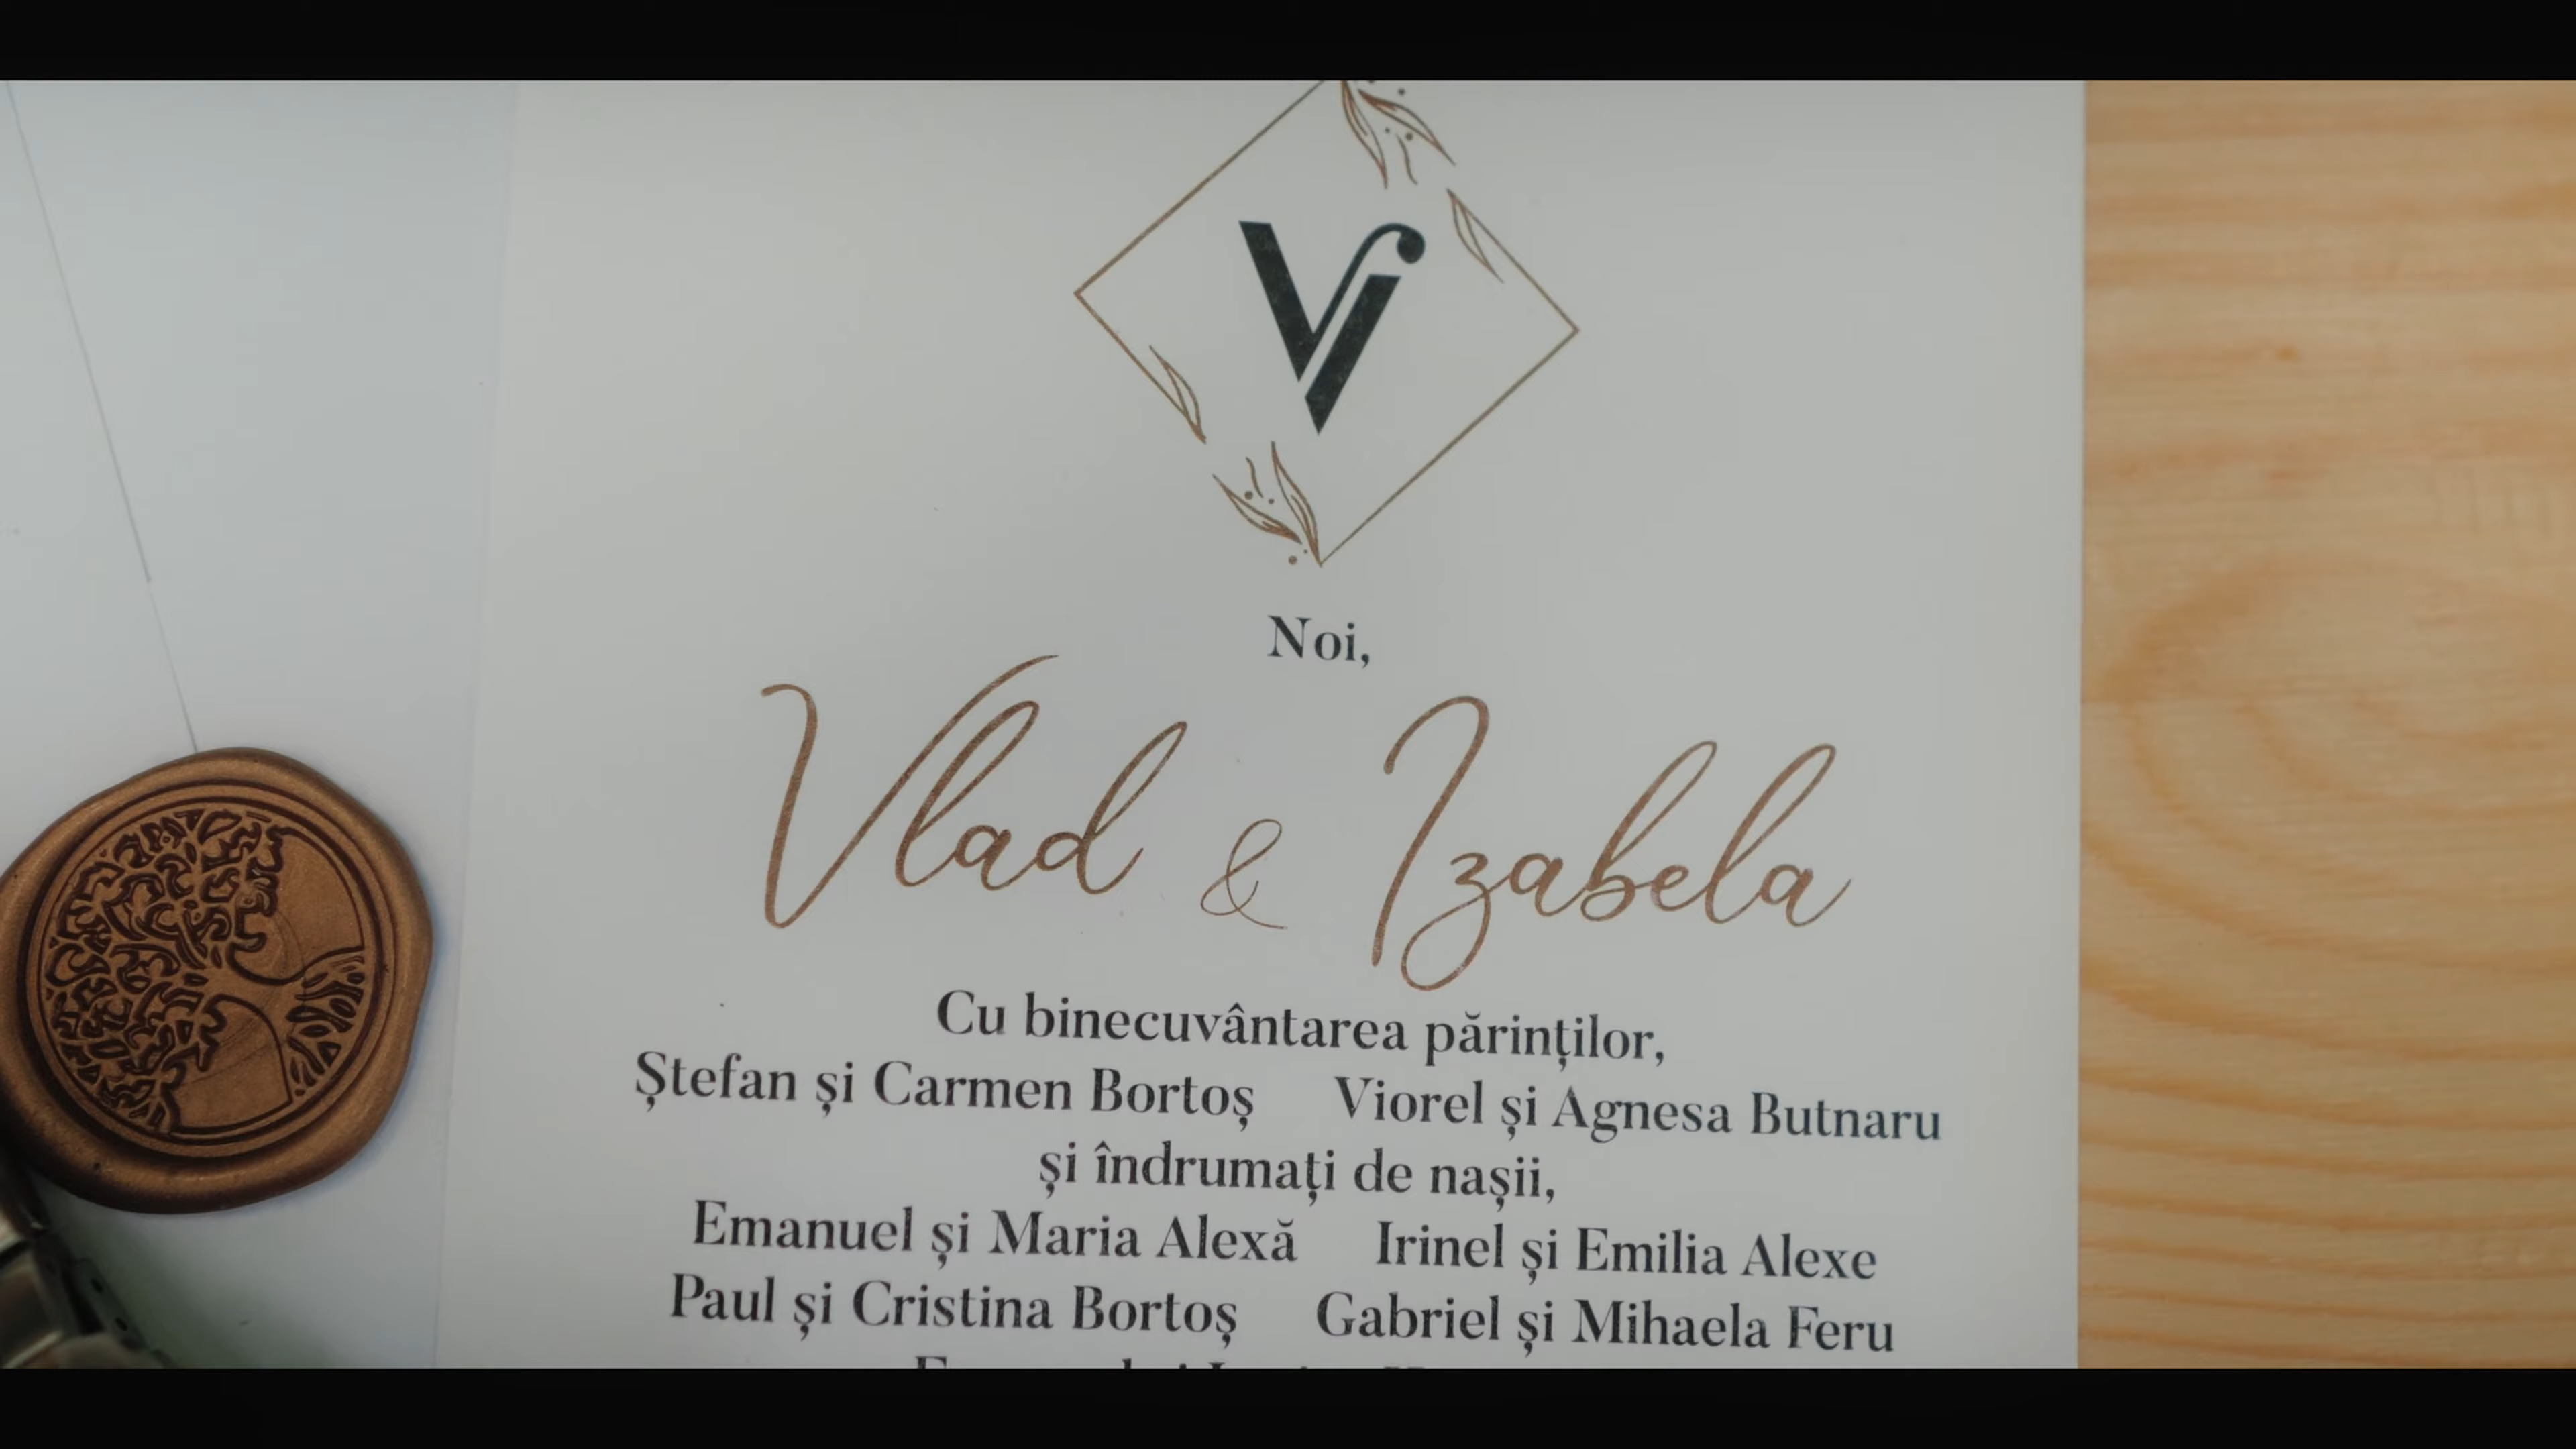 VI
Noi,
Vlad & Izabela
Cu binecuvântarea părinților,
Ștefan și Carmen Bortoș Viorel și Agnesa Butnaru
și îndrumați de nașii,
Emanuel și Maria Alexă Irinel și Emilia Alexe
Paul și Cristina Bortoș Gabriel și Mihaela Feru